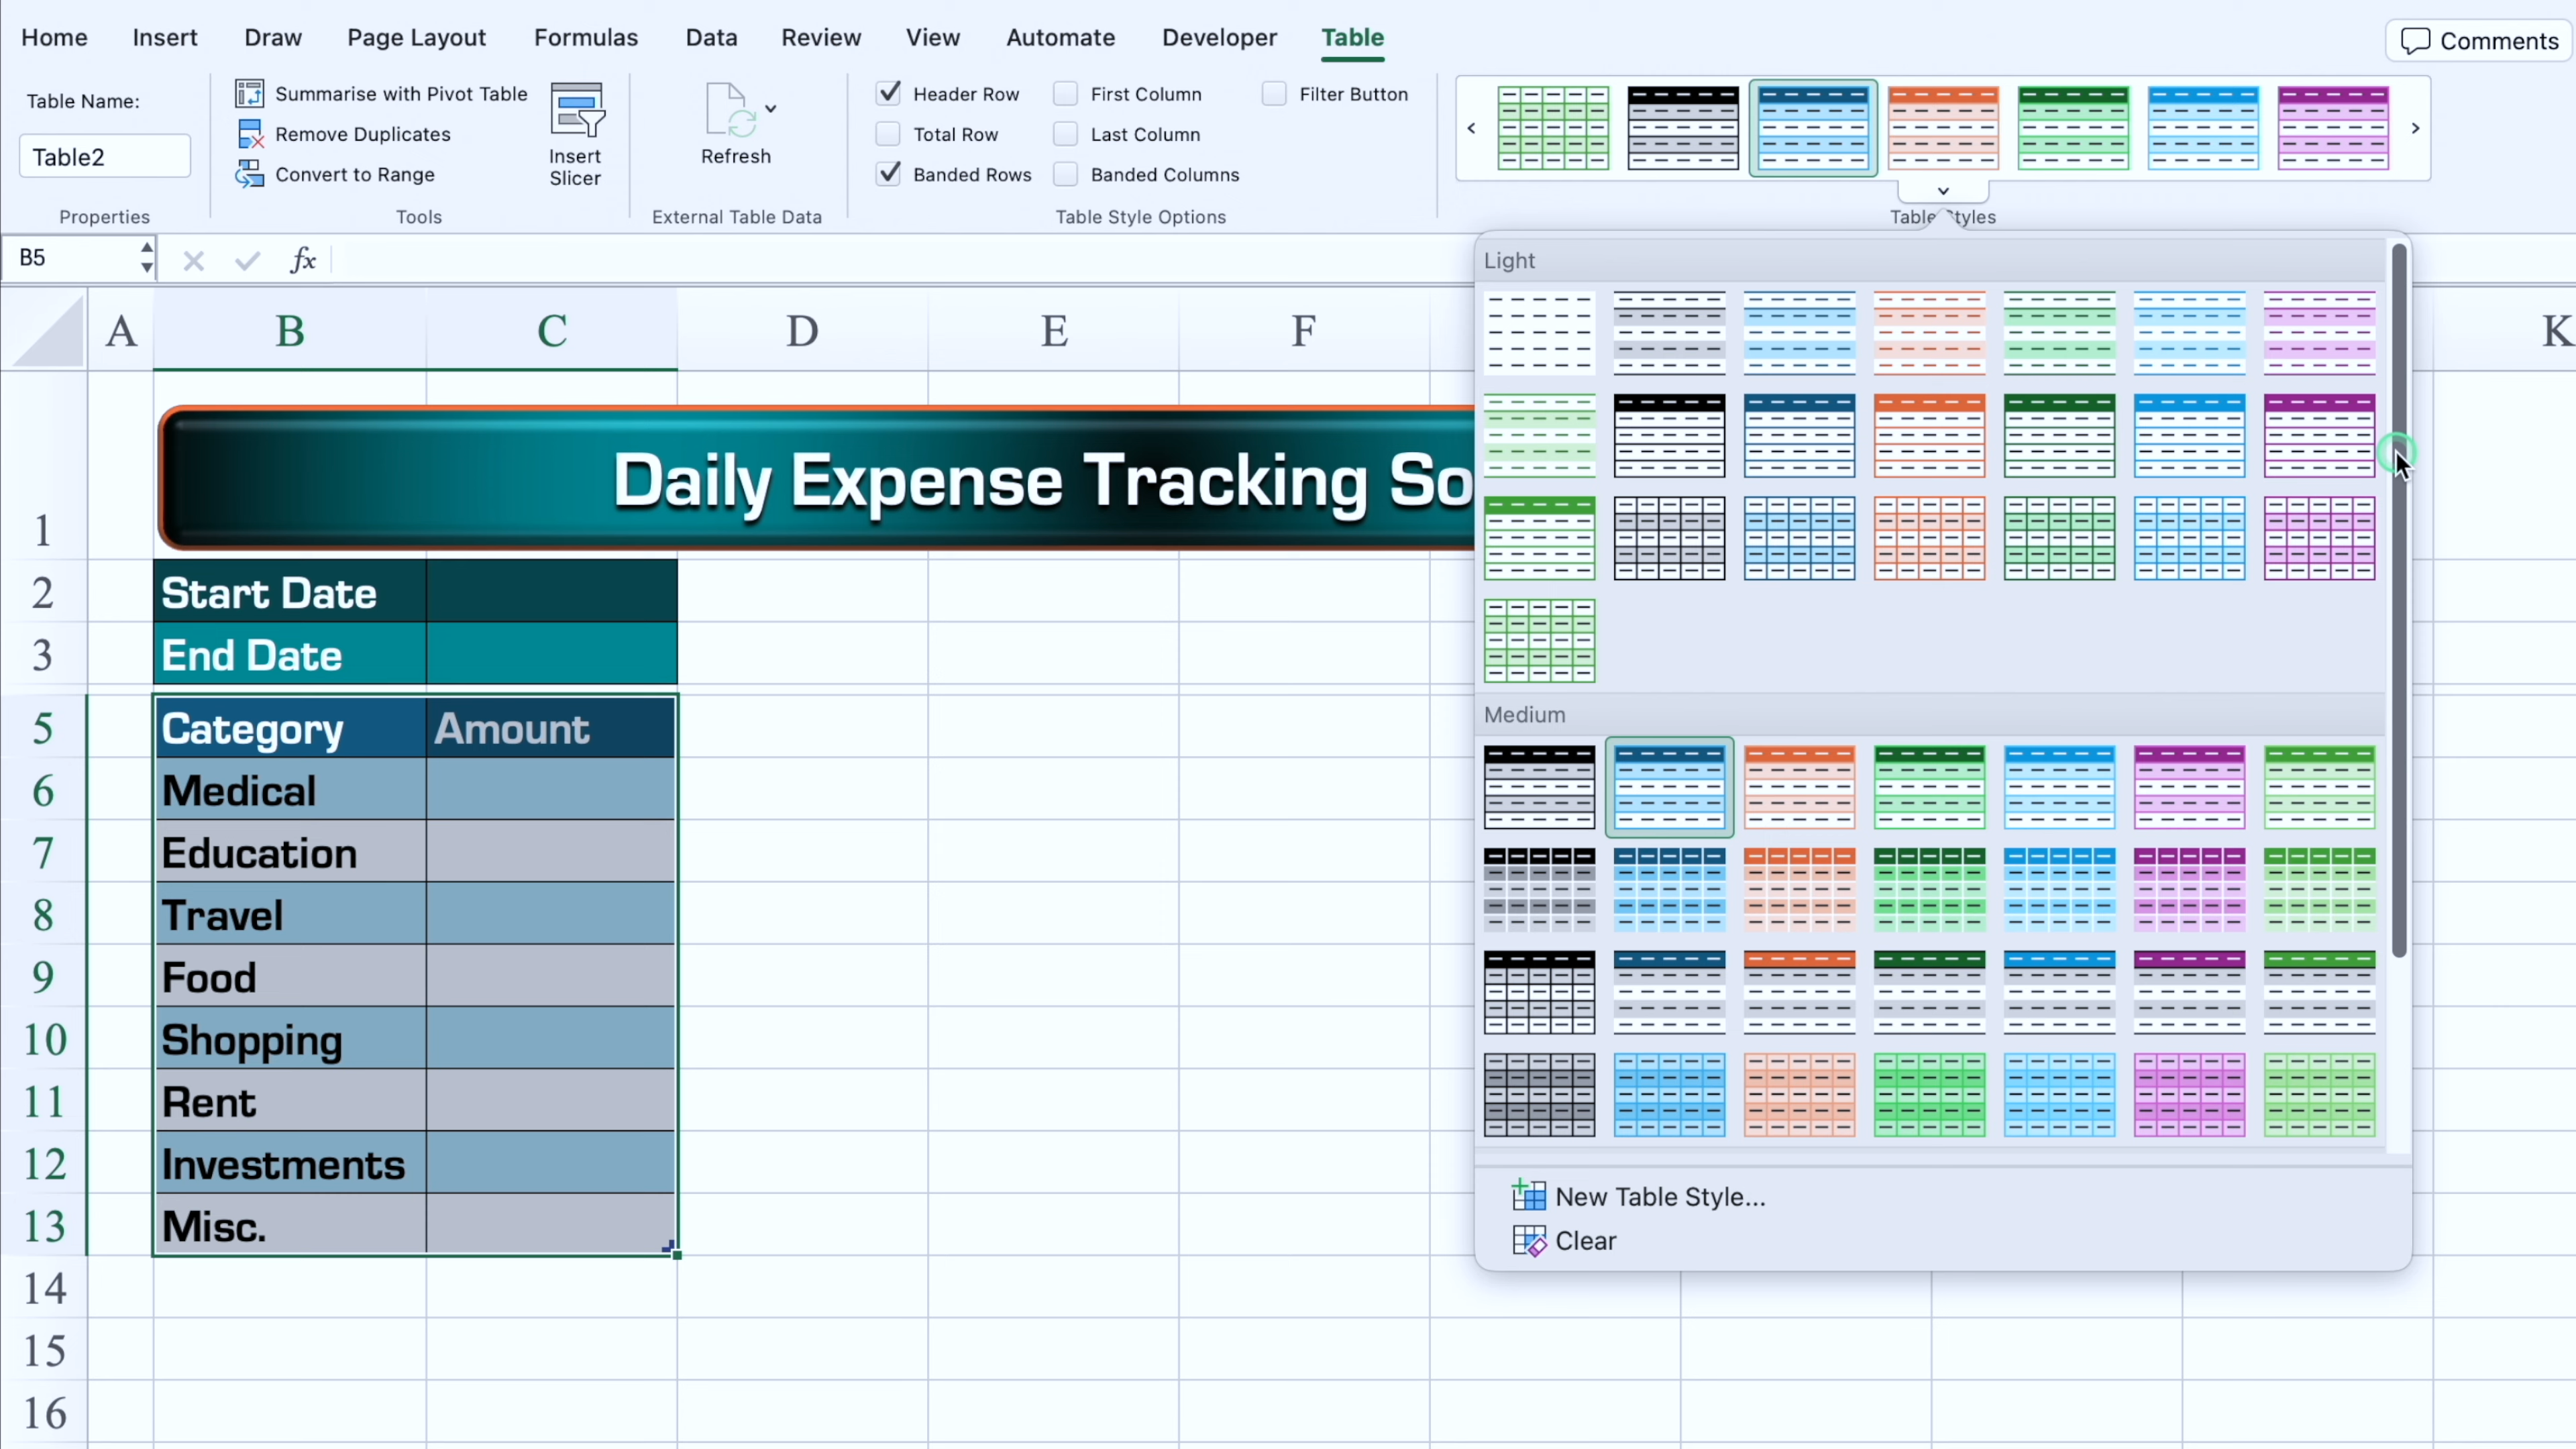 Home Insert Draw Page Layout Formulas Data Review View Automate Developer Table
Comments
Table Name:
Table2
Properties
Summarise with Pivot Table
Remove Duplicates
Convert to Range
Insert
Slicer
Tools
Refresh
External Table Data
Header Row First Column Filter Button
Total Row Last Column
Banded Rows Banded Columns
Table Style Options
Table Styles
B5
fx
Light
A B C D E F K
Daily Expense Tracking So
1
2 Start Date
3 End Date
Medium
5 Category Amount
6 Medical
7 Education
8 Travel
9 Food
10 Shopping
11 Rent
12 Investments
13 Misc.
New Table Style...
Clear
14
15
16